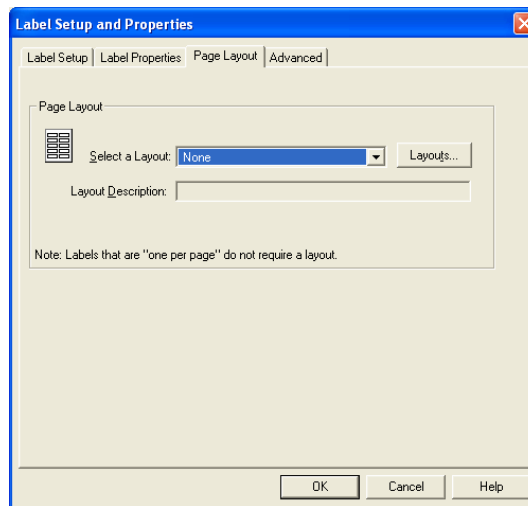 Label Setup and Properties
Label Setup Label Properties Page Layout Advanced
Page Layout
Select a Layout: None Layouts...
Layout Description:
Note: Labels that are "one per page" do not require a layout.
OK Cancel Help